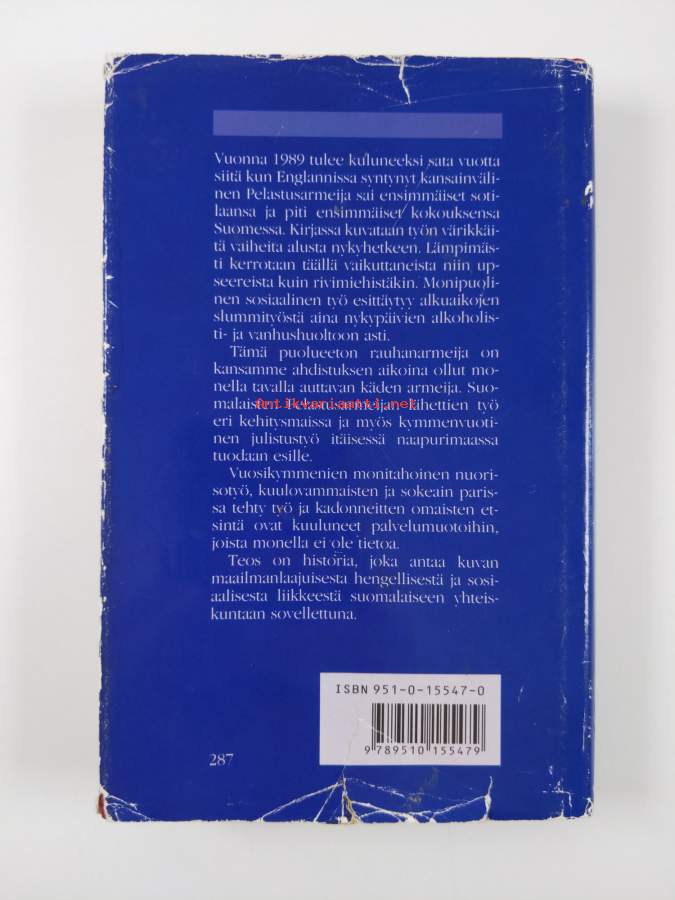 Vuonna 1989 tulee kuluneeksi sata vuotta
siitä kun Englannissa syntynyt kansainväli-
nen Pelastusarmeija sai ensimmäiset soti-
laansa ja piti ensimmäiset kokouksensa
Suomessa. Kirjassa kuvataan työn värikkäi-
tä vaiheita alusta nykyhetkeen. Lämpimäs-
ti kerrotaan täällä vaikuttaneista niin up-
seereista kuin rivimiehistäkin. Monipuoli-
nen sosiaalinen työ esittäytyy alkuaikojen
slummityöstä aina nykypäivien alkoholis-
ti- ja vanhushuoltoon asti.
Tämä puolueeton rauhanarmeija on
kansamme ahdistuksen aikoina ollut mo-
nella tavalla auttavan käden armeija. Suo-
malaisten Pelastusarmeijan lähettien työ
antikvariaatti.net
eri kehitysmaissa ja myös kymmenvuoti-
nen julistustyö itäisessä naapurimaassa
tuodaan esille.
Vuosikymmenien monitahoinen nuori-
sotyö, kuulovammaisten ja sokeain paris-
sa tehty työ ja kadonneitten omaisten et-
sintä ovat kuuluneet palvelumuotoihin,
joista monella ei ole tietoa.
Teos on historia, joka antaa kuvan
maailmanlaajuisesta hengellisestä ja sosi-
aalisesta liikkeestä suomalaiseen yhteis-
kuntaan sovellettuna.
ISBN 951-0-15547-0
9 789510 155479
287